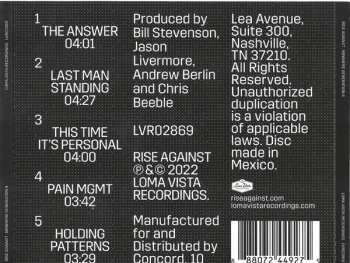 1
THE ANSWER
04:01
2
LAST MAN
STANDING
04:27
3
THIS TIME
IT'S PERSONAL
04:00
4
PAIN MGMT
03:42
5
HOLDING
PATTERNS
03:29
Produced by
Bill Stevenson,
Jason
Livermore,
Andrew Berlin
and Chris
Beeble
LVR02869
RISE AGAINST
℗ & © 2022
LOMA VISTA
RECORDINGS.
Manufactured
for and
Distributed by
Concord, 10
Lea Avenue,
Suite 300,
Nashville,
TN 37210.
All Rights
Reserved.
Unauthorized
duplication
is a violation
of applicable
laws. Disc
made in
Mexico.
riseagainst.com
lomavistarecordings.com
88072 44927